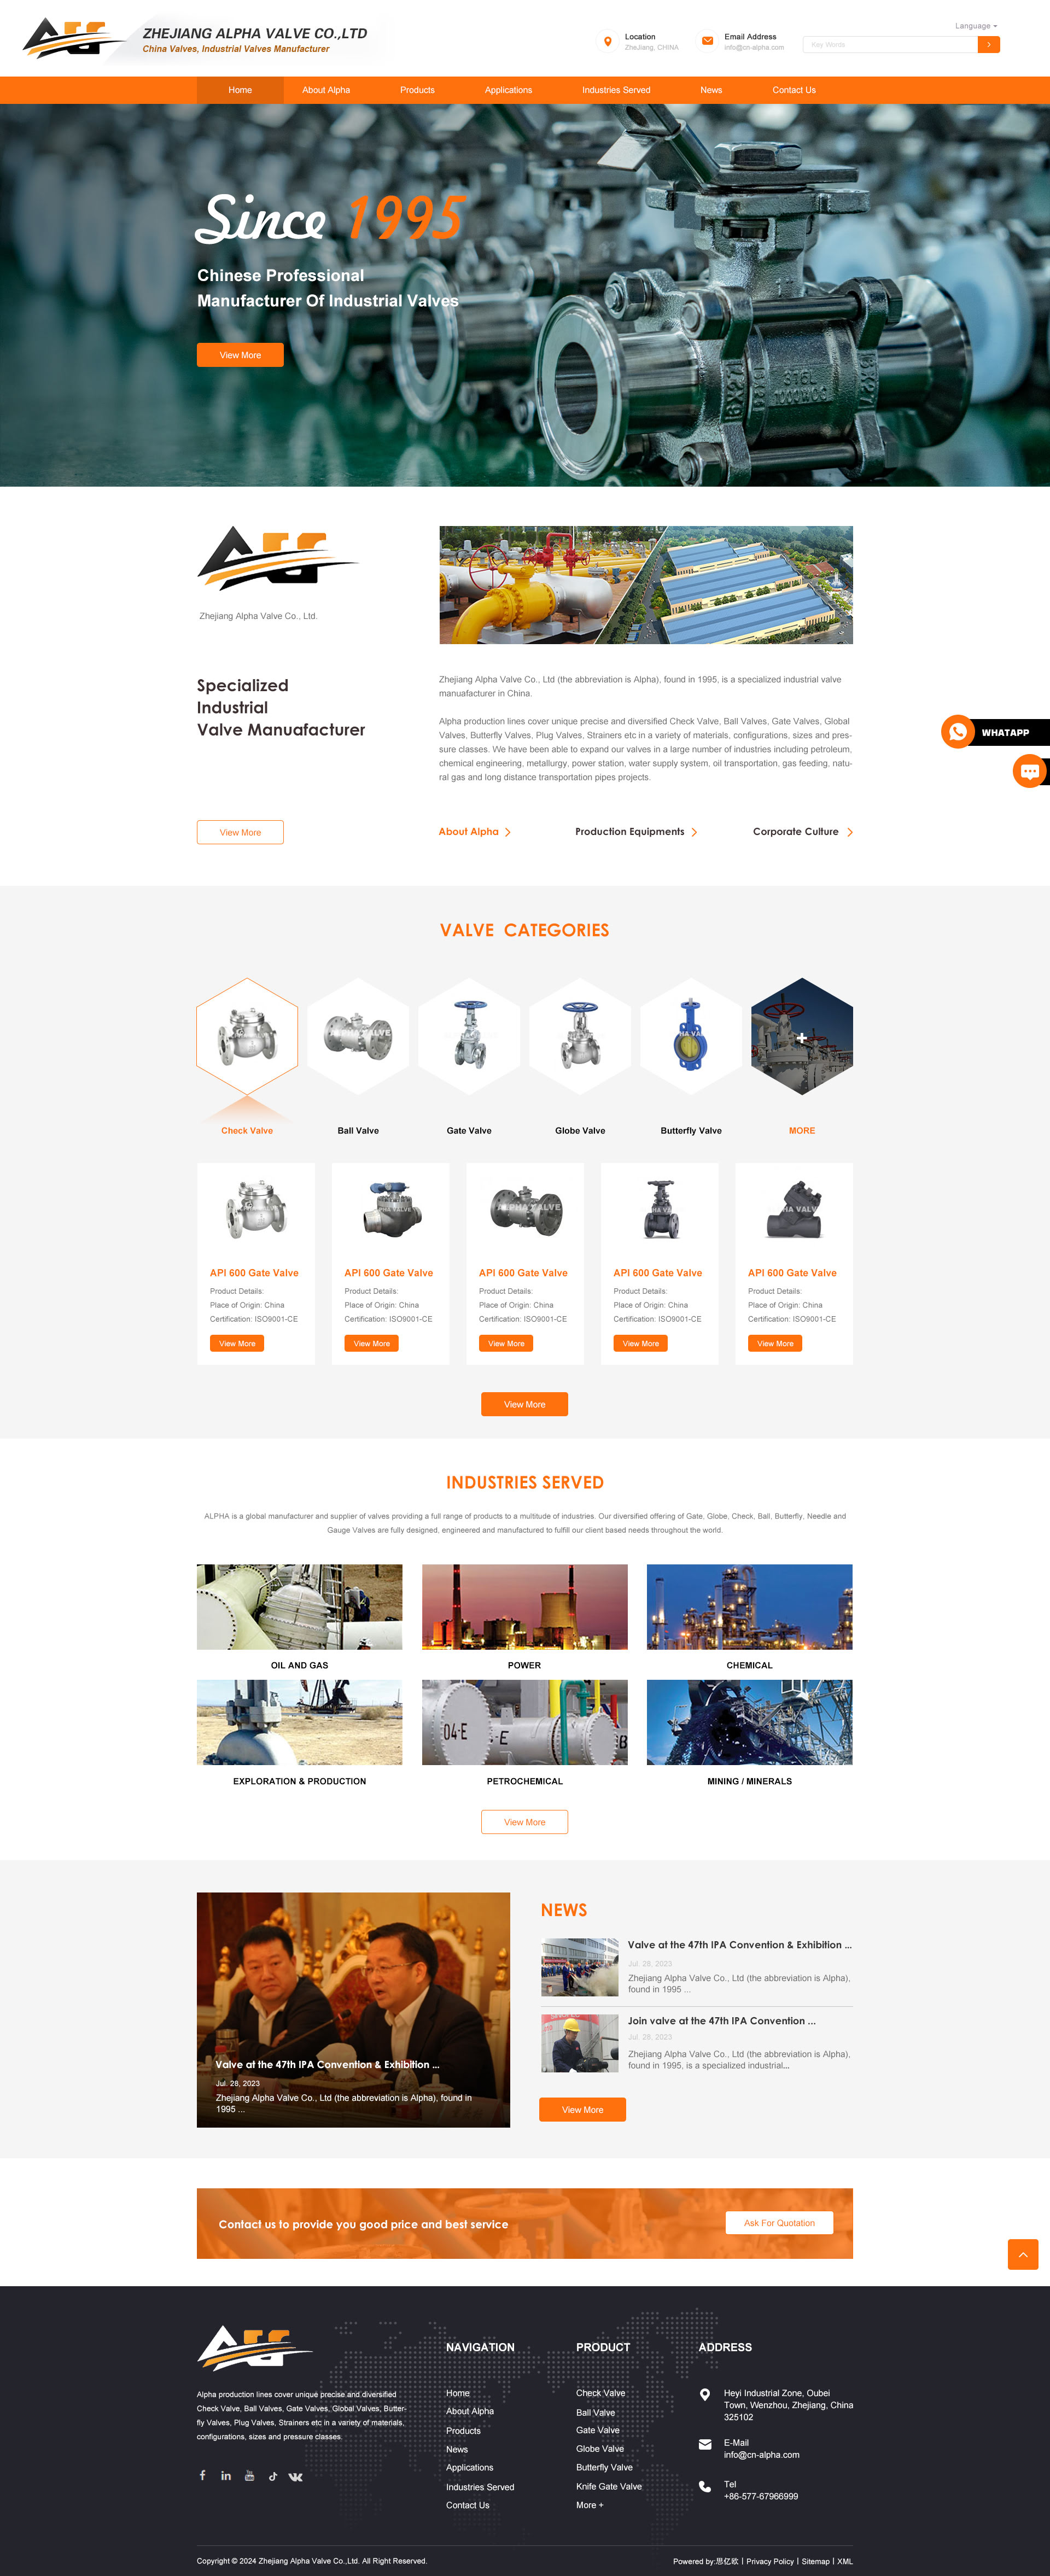 ZHEJIANG ALPHA VALVE CO.,LTD
China Valves, Industrial Valves Manufacturer
Location
ZheJiang, CHINA
Email Address
info@cn-alpha.com
Language
Key Words
Home
About Alpha
Products
Applications
Industries Served
News
Contact Us
Since 1995
Chinese Professional
Manufacturer Of Industrial Valves
View More
316L
1000WOG
Zhejiang Alpha Valve Co., Ltd.
Specialized
Industrial
Valve Manuafacturer
Zhejiang Alpha Valve Co., Ltd (the abbreviation is Alpha), found in 1995, is a specialized industrial valve
manuafacturer in China.
Alpha production lines cover unique precise and diversified Check Valve, Ball Valves, Gate Valves, Global
Valves, Butterfly Valves, Plug Valves, Strainers etc in a variety of materials, configurations, sizes and pres-
sure classes. We have been able to expand our valves in a large number of industries including petroleum,
chemical engineering, metallurgy, power station, water supply system, oil transportation, gas feeding, natu-
ral gas and long distance transportation pipes projects.
WHATAPP
View More
About Alpha
Production Equipments
Corporate Culture
VALVE CATEGORIES
Check Valve
Ball Valve
Gate Valve
Globe Valve
Butterfly Valve
MORE
API 600 Gate Valve
Product Details:
Place of Origin: China
Certification: ISO9001-CE
View More
API 600 Gate Valve
Product Details:
Place of Origin: China
Certification: ISO9001-CE
View More
API 600 Gate Valve
Product Details:
Place of Origin: China
Certification: ISO9001-CE
View More
API 600 Gate Valve
Product Details:
Place of Origin: China
Certification: ISO9001-CE
View More
API 600 Gate Valve
Product Details:
Place of Origin: China
Certification: ISO9001-CE
View More
View More
INDUSTRIES SERVED
ALPHA is a global manufacturer and supplier of valves providing a full range of products to a multitude of industries. Our diversified offering of Gate, Globe, Check, Ball, Butterfly, Needle and
Gauge Valves are fully designed, engineered and manufactured to fulfill our client based needs throughout the world.
OIL AND GAS
POWER
CHEMICAL
04-E
EXPLORATION & PRODUCTION
PETROCHEMICAL
MINING / MINERALS
View More
Valve at the 47th IPA Convention & Exhibition ...
Jul. 28, 2023
Zhejiang Alpha Valve Co., Ltd (the abbreviation is Alpha), found in
1995 ...
NEWS
Valve at the 47th IPA Convention & Exhibition ...
Jul. 28, 2023
Zhejiang Alpha Valve Co., Ltd (the abbreviation is Alpha),
found in 1995 ...
Join valve at the 47th IPA Convention ...
Jul. 28, 2023
Zhejiang Alpha Valve Co., Ltd (the abbreviation is Alpha),
found in 1995, is a specialized industrial...
View More
Contact us to provide you good price and best service
Ask For Quotation
Alpha production lines cover unique precise and diversified
Check Valve, Ball Valves, Gate Valves, Global Valves, Butter-
fly Valves, Plug Valves, Strainers etc in a variety of materials,
configurations, sizes and pressure classes.
NAVIGATION
Home
About Alpha
Products
News
Applications
Industries Served
Contact Us
PRODUCT
Check Valve
Ball Valve
Gate Valve
Globe Valve
Butterfly Valve
Knife Gate Valve
More +
ADDRESS
Heyi Industrial Zone, Oubei
Town, Wenzhou, Zhejiang, China
325102
E-Mail
info@cn-alpha.com
Tel
+86-577-67966999
Copyright © 2024 Zhejiang Alpha Valve Co.,Ltd. All Right Reserved.
Powered by:思亿欧 | Privacy Policy | Sitemap | XML